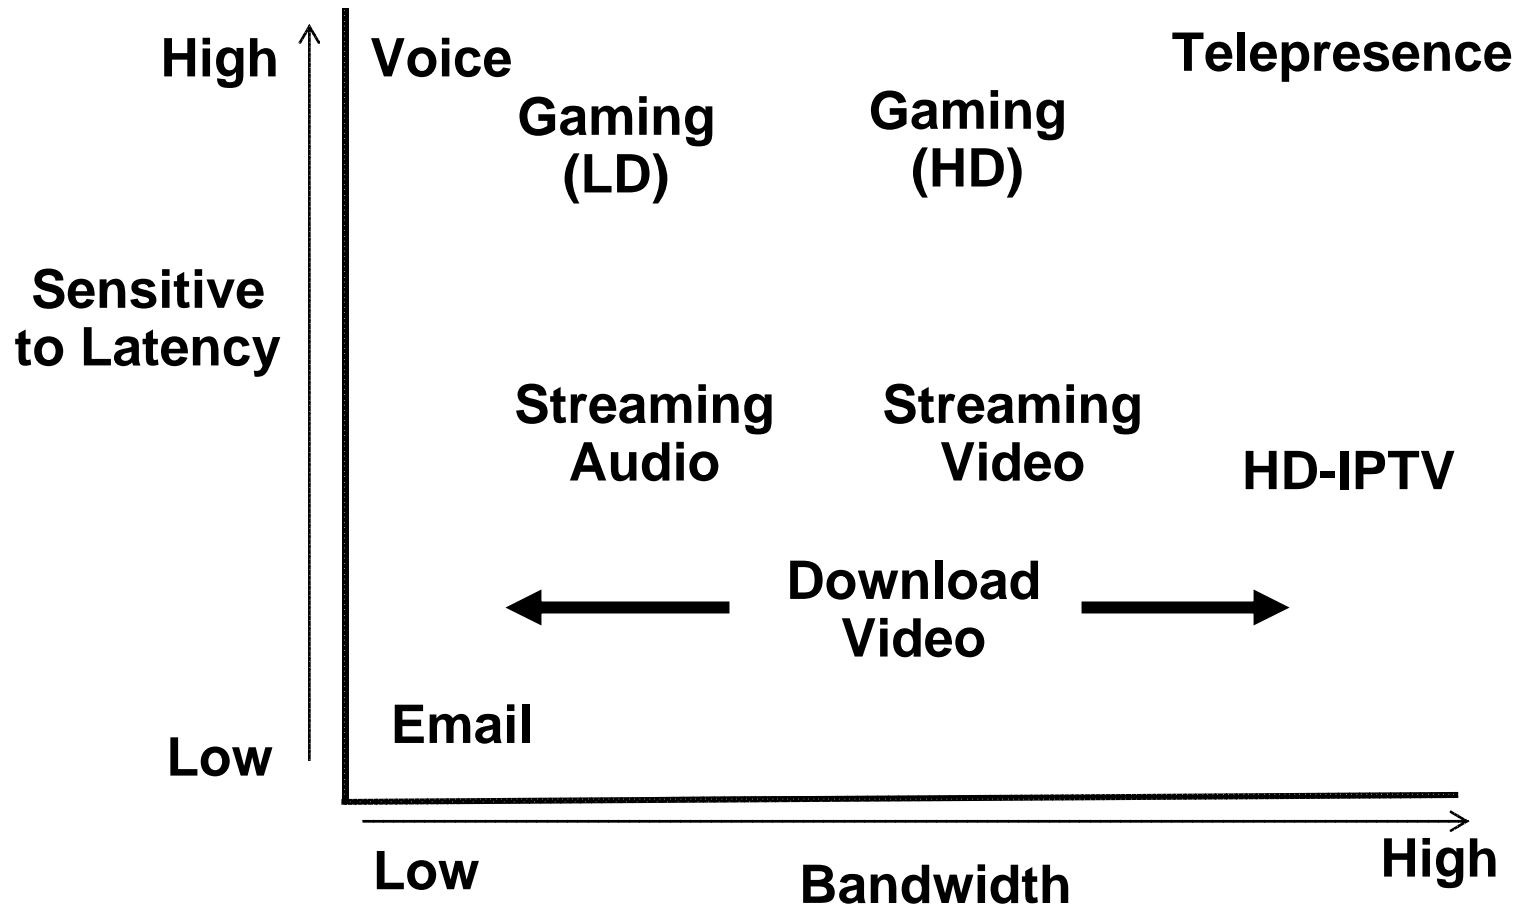 High
Voice
Telepresence
Gaming
(LD)
Gaming
(HD)
Sensitive
to Latency
Streaming
Audio
Streaming
Video
HD-IPTV
Download
Video
Email
Low
Low
Bandwidth
High